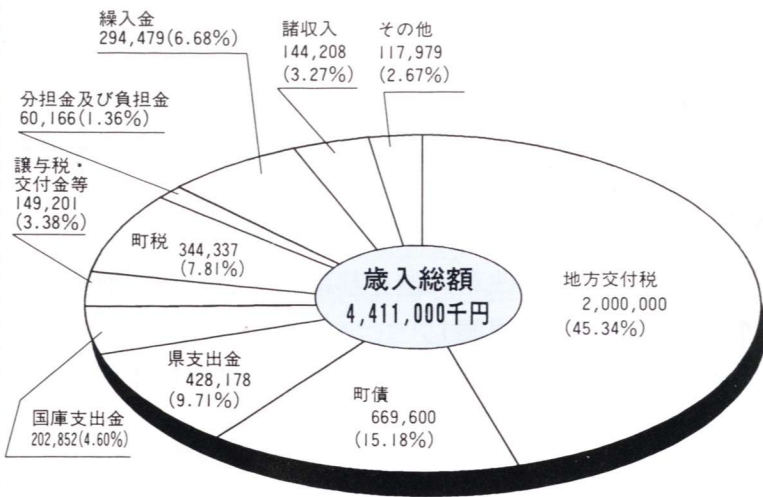 繰入金
294,479(6.68%)
諸収入
144,208
(3.27%)
その他
117,979
(2.67%)
分担金及び負担金
60,166(1.36%)
譲与税・
交付金等
149,201
(3.38%)
町税 344,337
(7.81%)
歳入総額
4,411,000千円
地方交付税
2,000,000
(45.34%)
県支出金
428,178
(9.71%)
町債
669,600
(15.18%)
国庫支出金
202,852(4.60%)